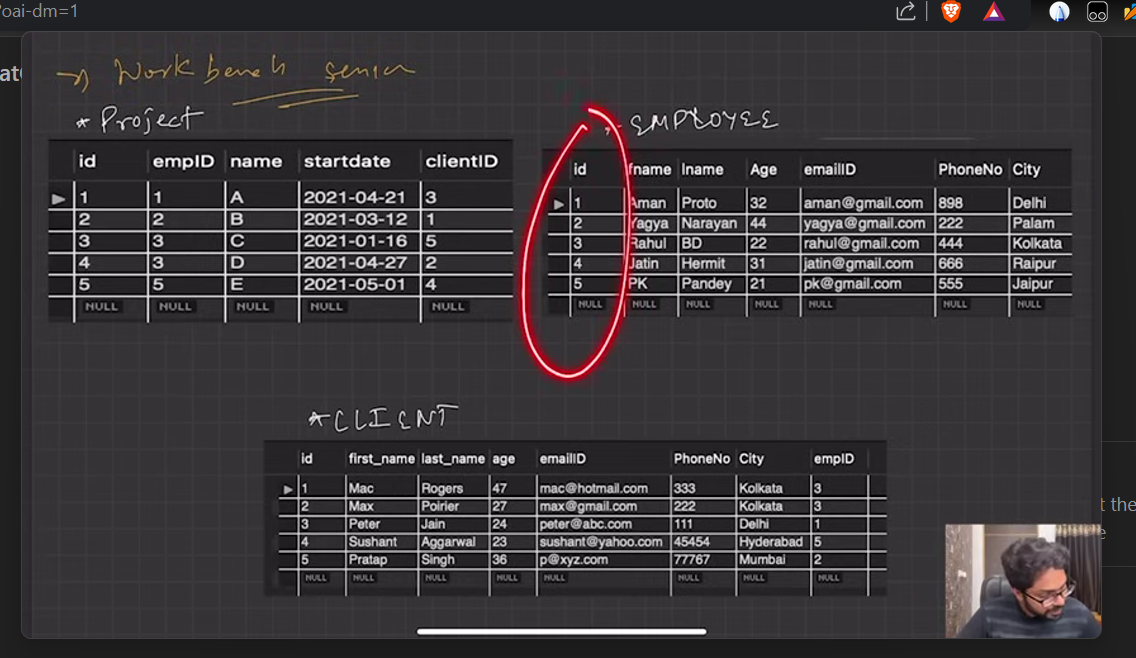 ?oai-dm=1
at
→ Workbench
* Project
id empID name startdate clientID
1 1 A 2021-04-21 3
2 2 B 2021-03-12 1
3 3 C 2021-01-16 5
4 3 D 2021-04-27 2
5 5 E 2021-05-01 4
NULL NULL NULL NULL NULL
* EMPLOYEE
id fname lname Age emailID PhoneNo City
1 Aman Proto 32 aman@gmail.com 898 Delhi
2 Yagya Narayan 44 yagya@gmail.com 222 Palam
3 Rahul BD 22 rahul@gmail.com 444 Kolkata
4 Jatin Hermit 31 jatin@gmail.com 666 Raipur
5 PK Pandey 21 pk@gmail.com 555 Jaipur
NULL NULL NULL NULL NULL NULL NULL
* CLIENT
id first_name last_name age emailID PhoneNo City empID
1 Mac Rogers 47 mac@hotmail.com 333 Kolkata 3
2 Max Poirier 27 max@gmail.com 222 Kolkata 3
3 Peter Jain 24 peter@abc.com 111 Delhi 1
4 Sushant Aggarwal 23 sushant@yahoo.com 45454 Hyderabad 5
5 Pratap Singh 36 p@xyz.com 77767 Mumbai 2
NULL NULL NULL NULL NULL NULL NULL NULL
t the
e